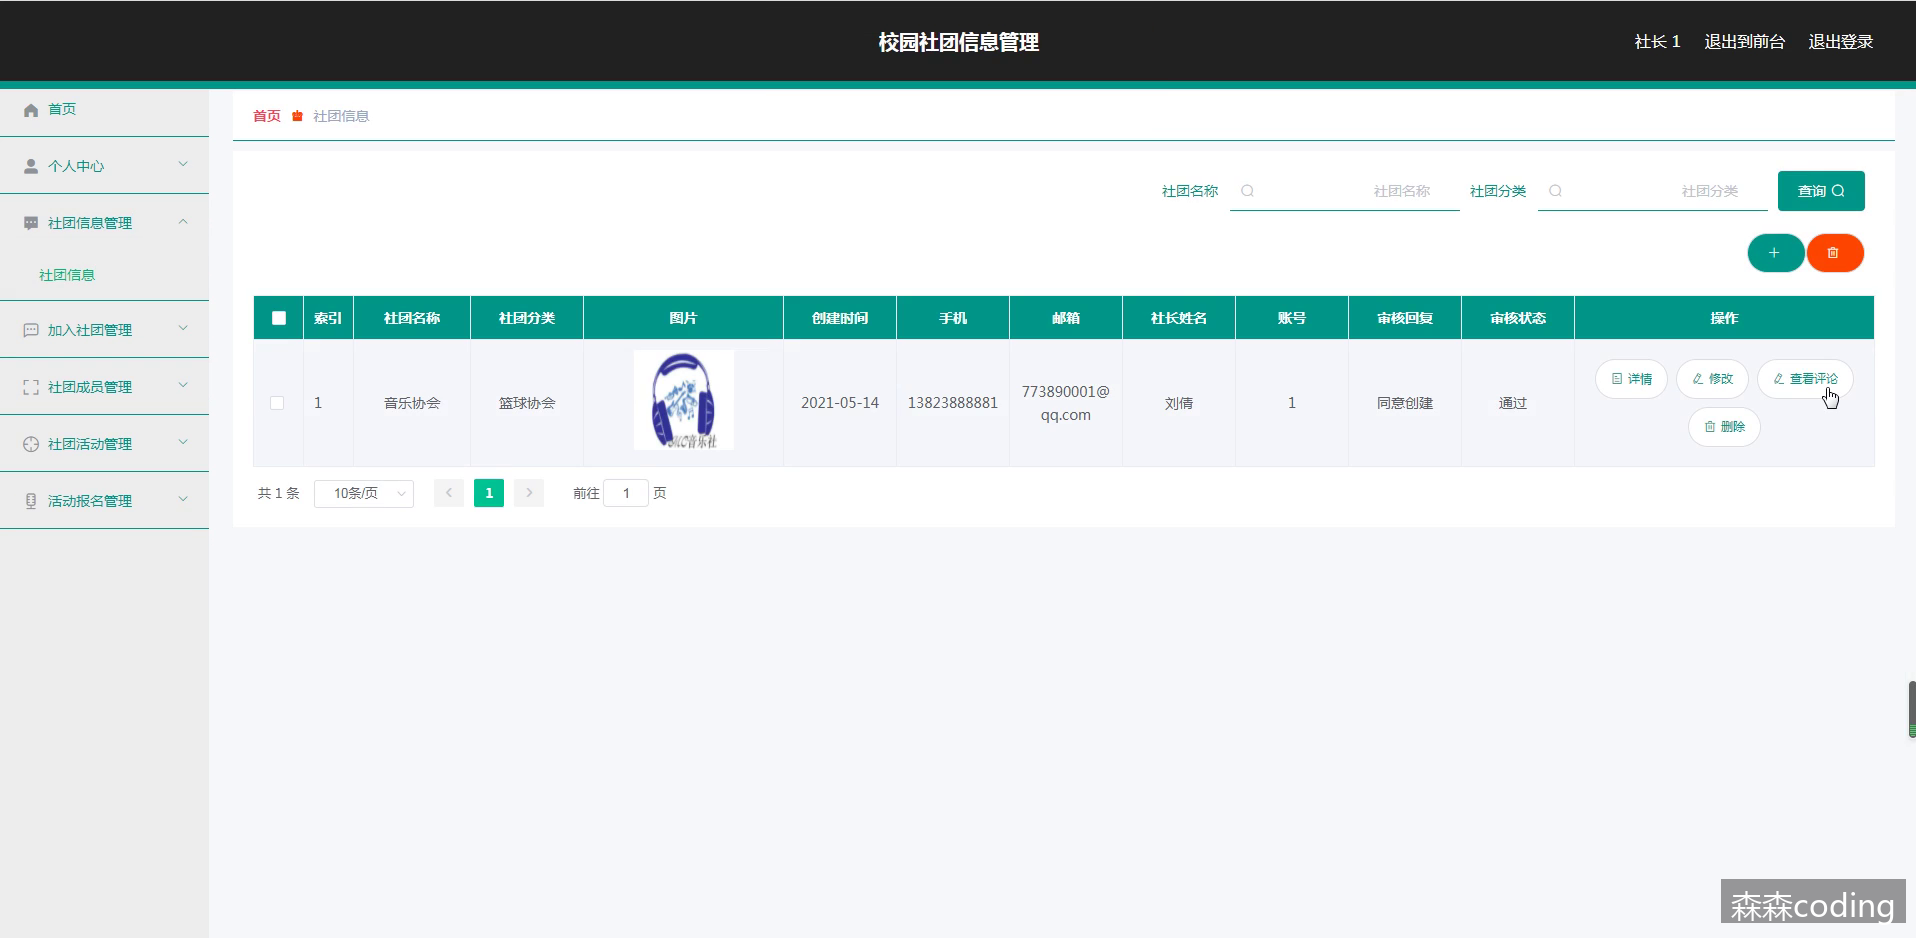 校园社团信息管理
社长 1 退出到前台 退出登录
首页
个人中心
社团信息管理
社团信息
加入社团管理
社团成员管理
社团活动管理
活动报名管理
首页 社团信息
社团名称 社团名称 社团分类 社团分类 查询
索引 社团名称 社团分类 图片 创建时间 手机 邮箱 社长姓名 账号 审核回复 审核状态 操作
1 音乐协会 篮球协会 2021-05-14 13823888881 773890001@
qq.com 刘倩 1 同意创建 通过
音乐社
详情 修改 查看评论
删除
共 1 条 10条/页 1 前往 1 页
森森coding